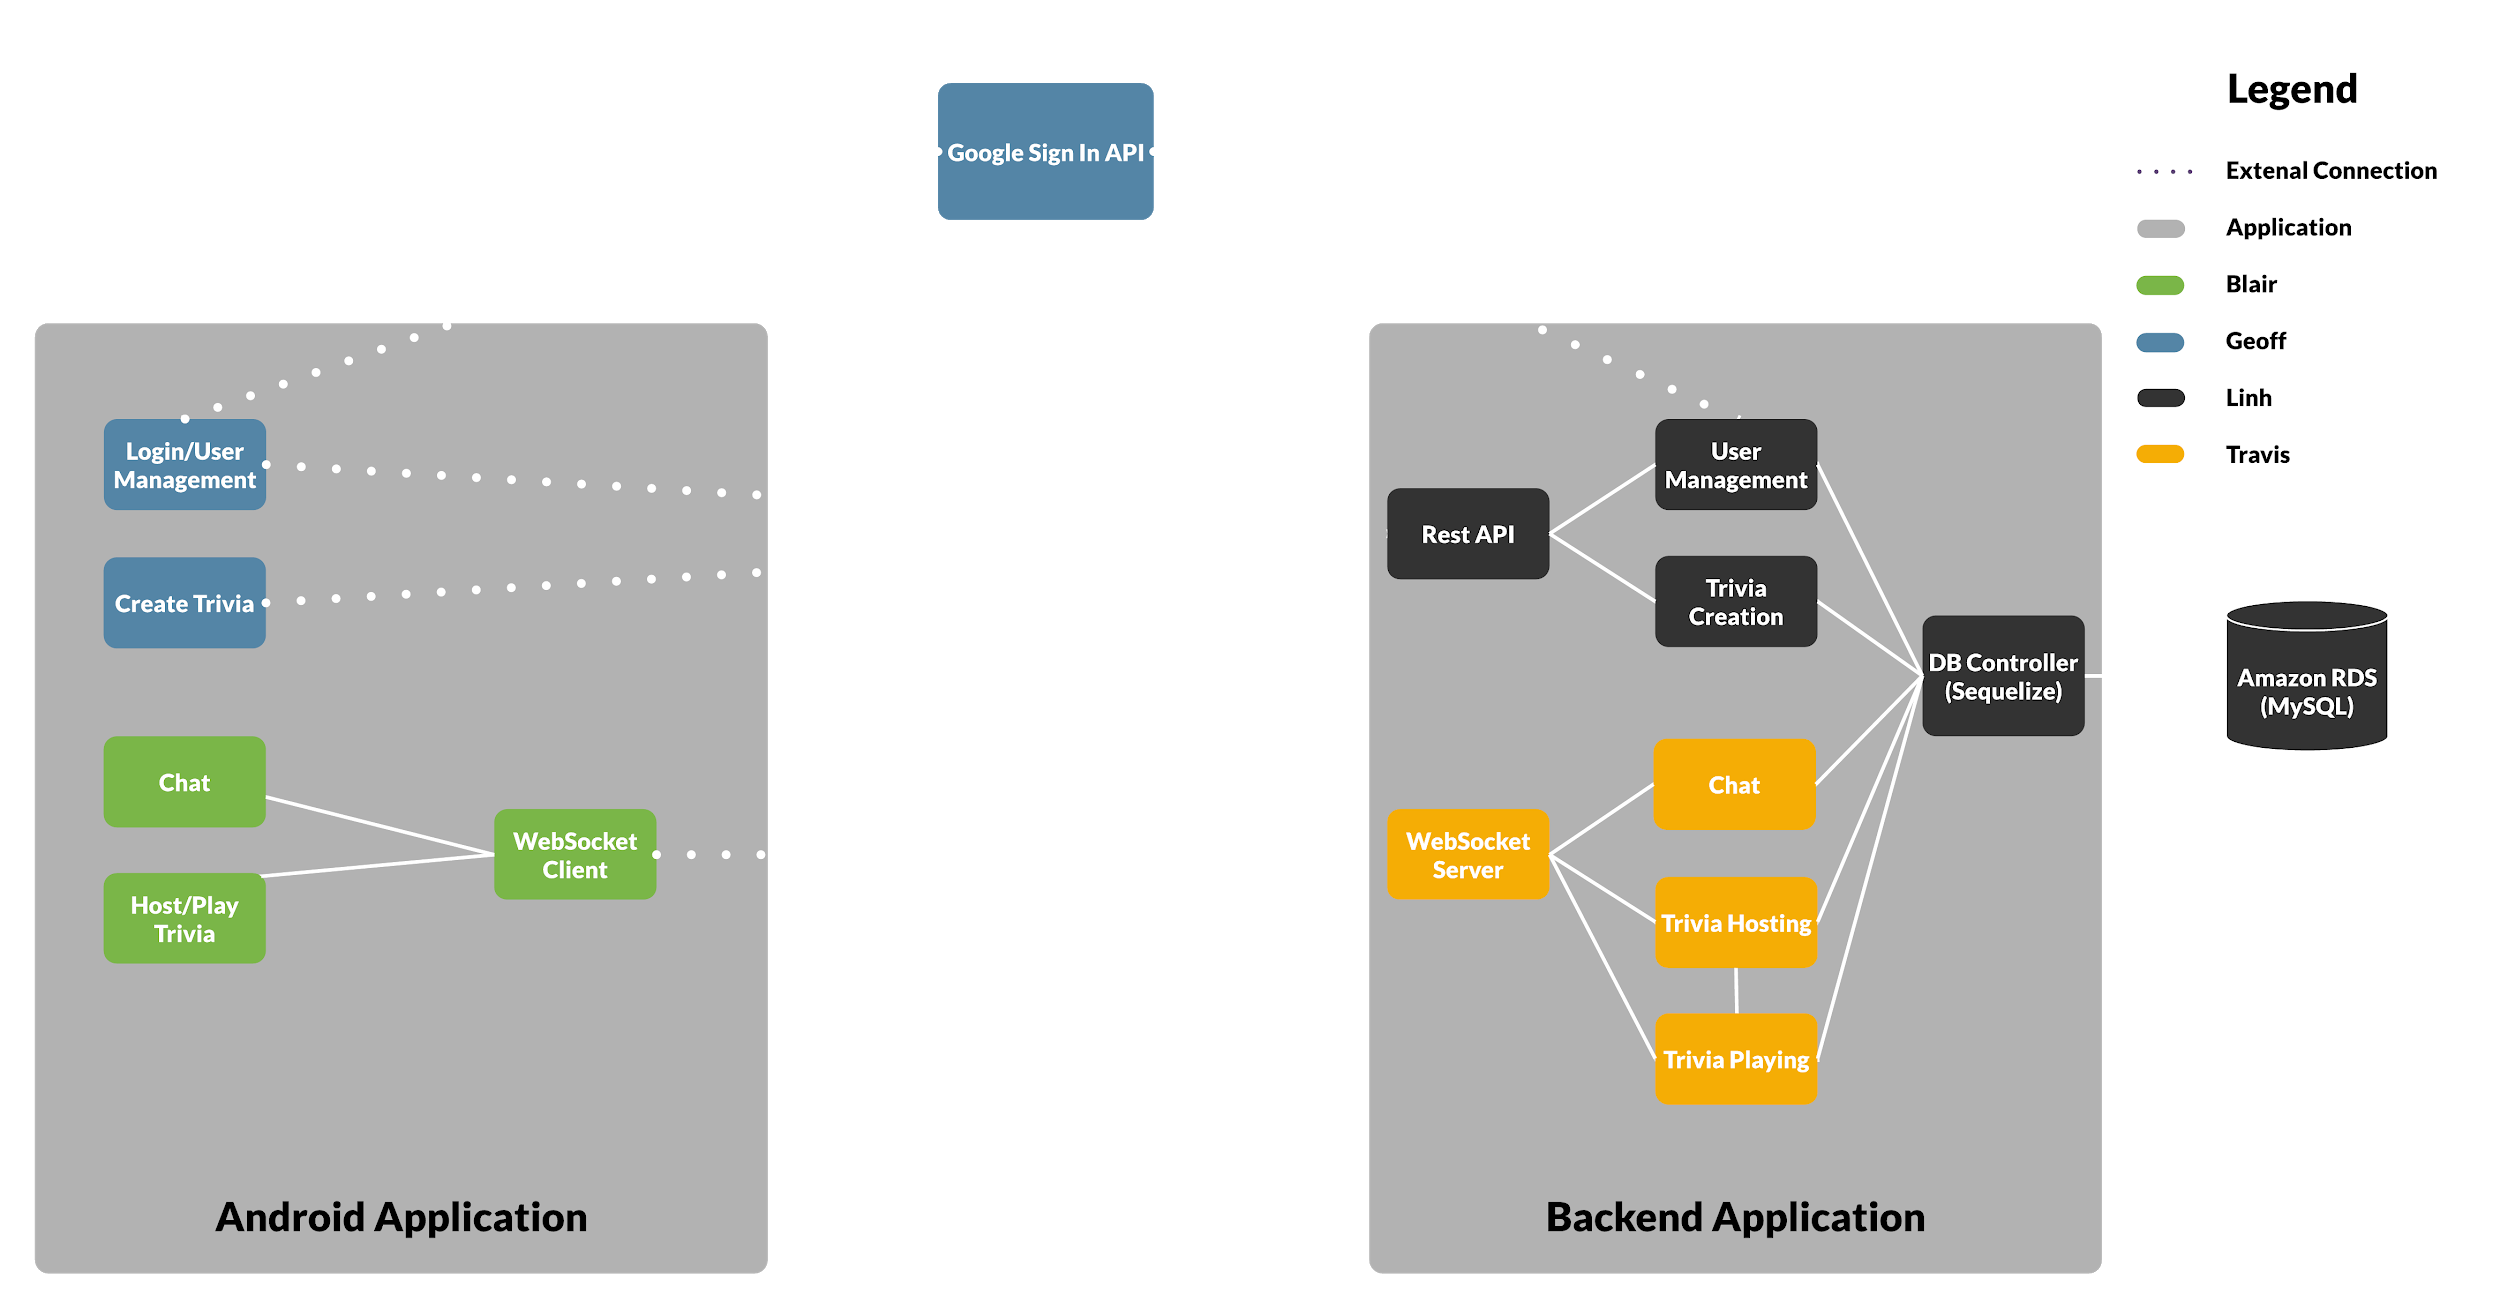 Google Sign In API
Legend
Extenal Connection
Application
Blair
Geoff
Linh
Travis
Login/User
Management
Create Trivia
Chat
Host/Play
Trivia
WebSocket
Client
Android Application
Rest API
User
Management
Trivia
Creation
DB Controller
(Sequelize)
WebSocket
Server
Chat
Trivia Hosting
Trivia Playing
Backend Application
Amazon RDS
(MySQL)